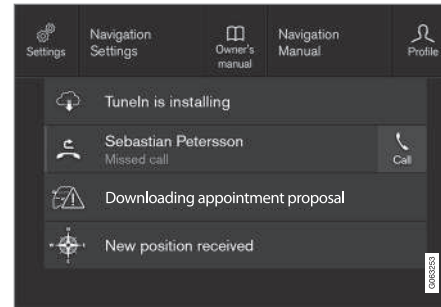 Settings
Navigation
Settings
Owner's
manual
Navigation
Manual
Profile
TuneIn is installing
Sebastian Petersson
Missed call
Call
Downloading appointment proposal
New position received
G063253